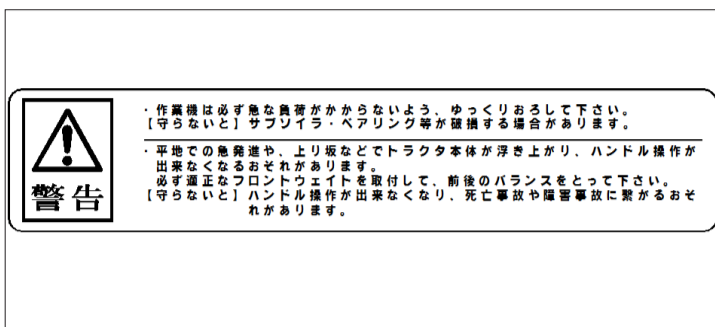 警告
・作業機は必ず急な負荷がかからないよう、ゆっくりおろして下さい。
【守らないと】サブソイラ・ベアリング等が破損する場合があります。
・平地での急発進や、上り坂などでトラクタ本体が浮き上がり、ハンドル操作が
出来なくなるおそれがあります。
必ず適正なフロントウェイトを取付して、前後のバランスをとって下さい。
【守らないと】ハンドル操作が出来なくなり、死亡事故や障害事故に繋がるおそ
れがあります。